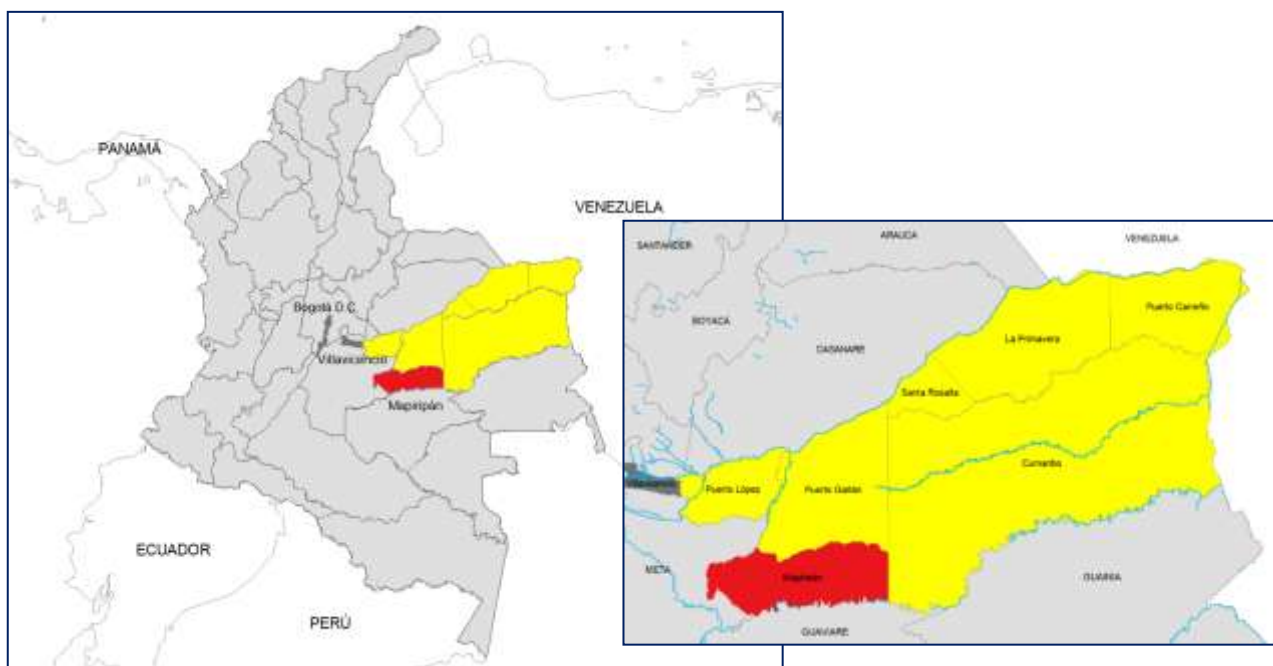 PANAMÁ
VENEZUELA
Bogotá D.C.
Villavicencio
Mapiripán
ECUADOR
PERÚ
SANTANDER
ARAUCA
VENEZUELA
BOYACA
CASANARE
La Primavera
Puerto Carreño
Santa Rosalía
Cumaribo
Puerto López
Puerto Gaitán
META
Mapiripán
GUAINIA
GUAVIARE